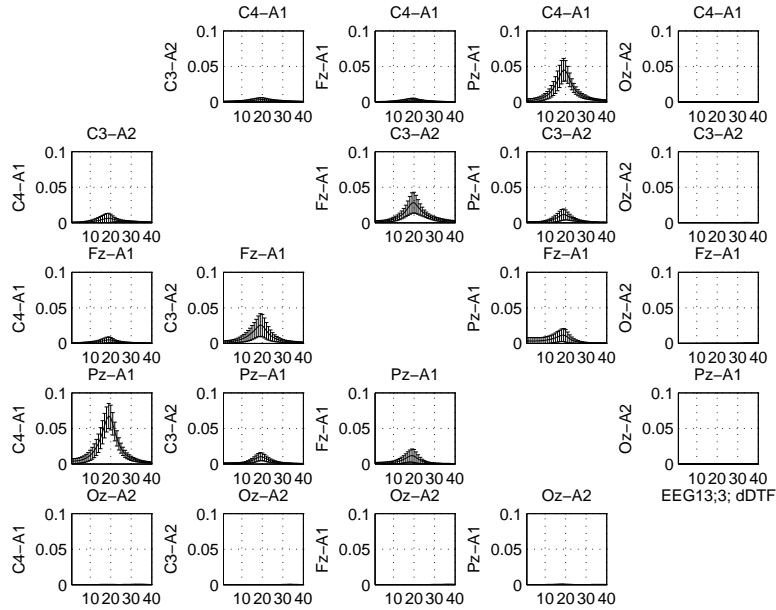 C4−A1 C4−A1 C4−A1 C4−A1
C3−A2 Fz−A1 Pz−A1 Oz−A2
0.1 0.1 0.1 0.1
0.05 0.05 0.05 0.05
0 0 0 0
10 20 30 40 10 20 30 40 10 20 30 40 10 20 30 40
C3−A2 C3−A2 C3−A2 C3−A2
C4−A1 Fz−A1 Pz−A1 Oz−A2
0.1 0.1 0.1 0.1
0.05 0.05 0.05 0.05
0 0 0 0
10 20 30 40 10 20 30 40 10 20 30 40 10 20 30 40
Fz−A1 Fz−A1 Fz−A1 Fz−A1
C4−A1 C3−A2 Pz−A1 Oz−A2
0.1 0.1 0.1 0.1
0.05 0.05 0.05 0.05
0 0 0 0
10 20 30 40 10 20 30 40 10 20 30 40 10 20 30 40
Pz−A1 Pz−A1 Pz−A1 Pz−A1
C4−A1 C3−A2 Fz−A1 Oz−A2
0.1 0.1 0.1 0.1
0.05 0.05 0.05 0.05
0 0 0 0
10 20 30 40 10 20 30 40 10 20 30 40 10 20 30 40
Oz−A2 Oz−A2 Oz−A2 Oz−A2 EEG13;3; dDTF
C4−A1 C3−A2 Fz−A1 Pz−A1
0.1 0.1 0.1 0.1
0.05 0.05 0.05 0.05
0 0 0 0
10 20 30 40 10 20 30 40 10 20 30 40 10 20 30 40